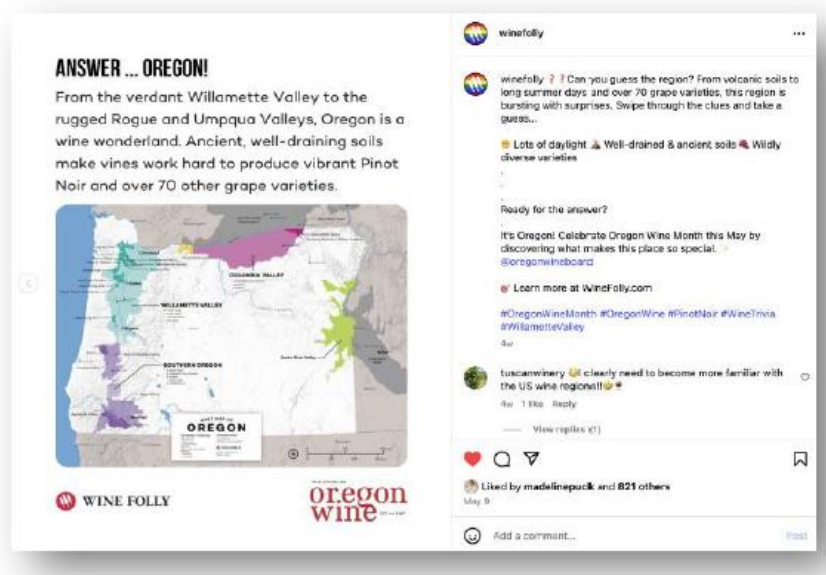 ANSWER ... OREGON!
From the verdant Willamette Valley to the
rugged Rogue and Umpqua Valleys, Oregon is a
wine wonderland. Ancient, well-draining soils
make vines work hard to produce vibrant Pinot
Noir and over 70 other grape varieties.
COLUMBIA VALLEY
WILLAMETTE VALLEY
SOUTHERN OREGON
OREGON
WINE FOLLY
oregon
wine
winefolly
winefolly ? ? Can you guess the region? From volcanic soils to
long summer days and over 70 grape varieties, this region is
bursting with surprises. Swipe through the clues and take a
guess...
Lots of daylight Well-drained & ancient soils Wildly
diverse varieties
.
.
.
Ready for the answer?
.
It's Oregon! Celebrate Oregon Wine Month this May by
discovering what makes this place so special.
@oregonwineboard
Learn more at WineFolly.com
#OregonWineMonth #OregonWine #PinotNoir #WineTrivia
#WillametteValley
4w
tuscanwinery I clearly need to become more familiar with
the US wine regions!!
4w 1 like Reply
View replies (1)
Liked by madelinepuck and 821 others
May 9
Add a comment...
Post